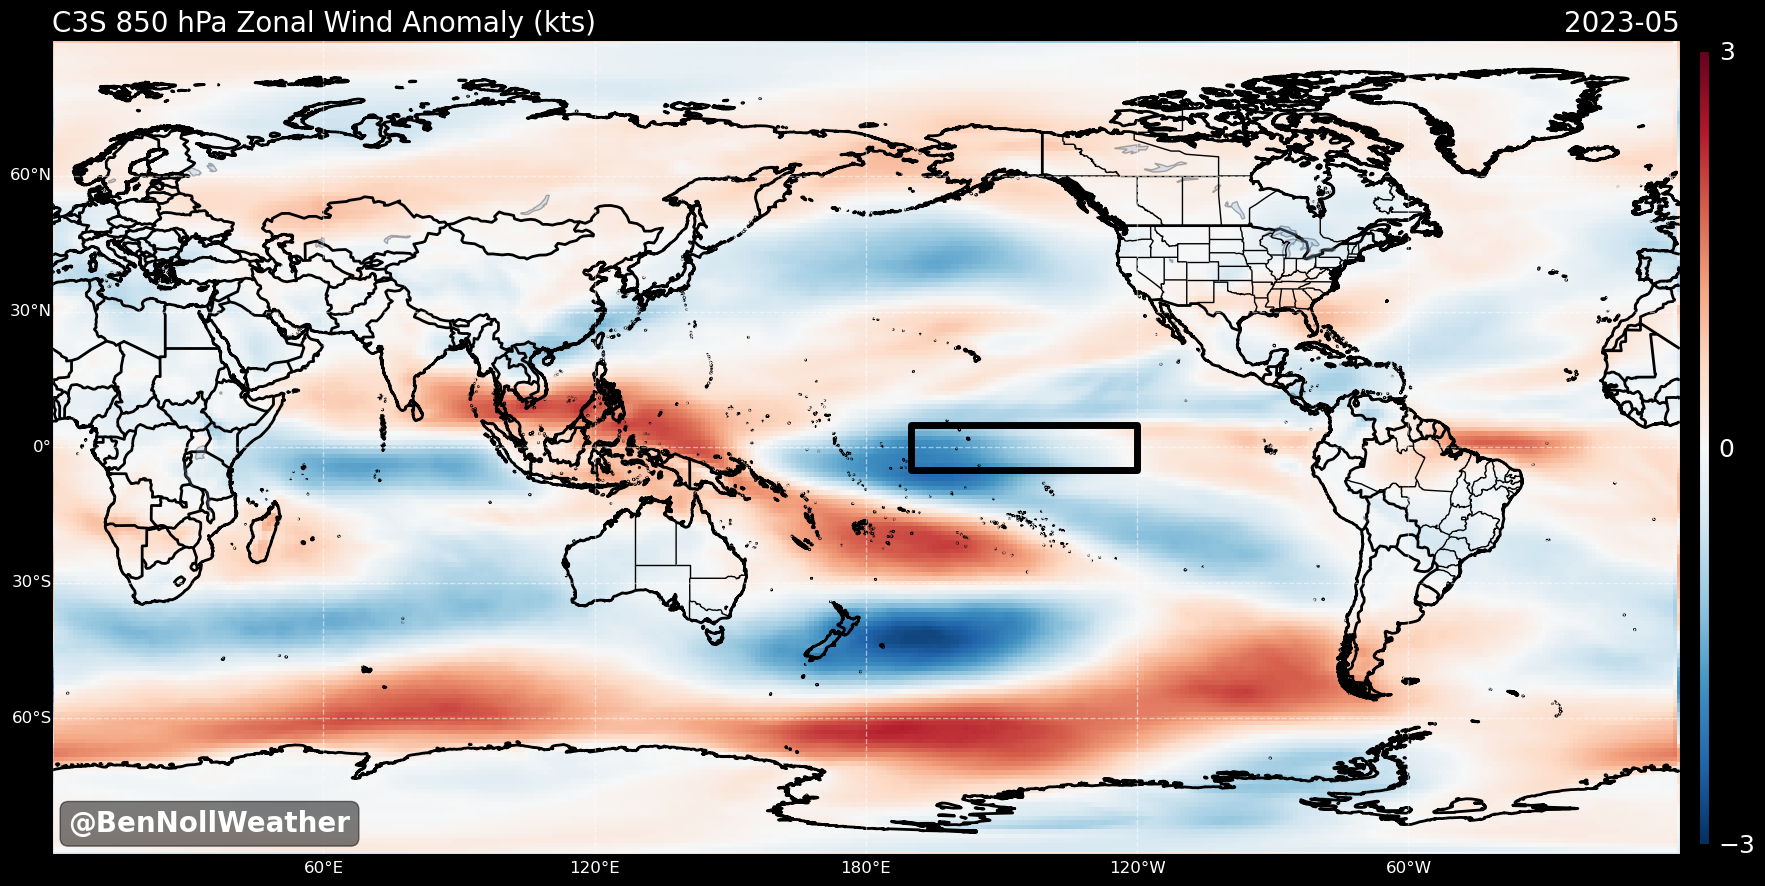 C3S 850 hPa Zonal Wind Anomaly (kts) 2023-05
3
60°N
30°N
0° 0
30°S
60°S
@BenNollWeather
−3
60°E 120°E 180°E 120°W 60°W